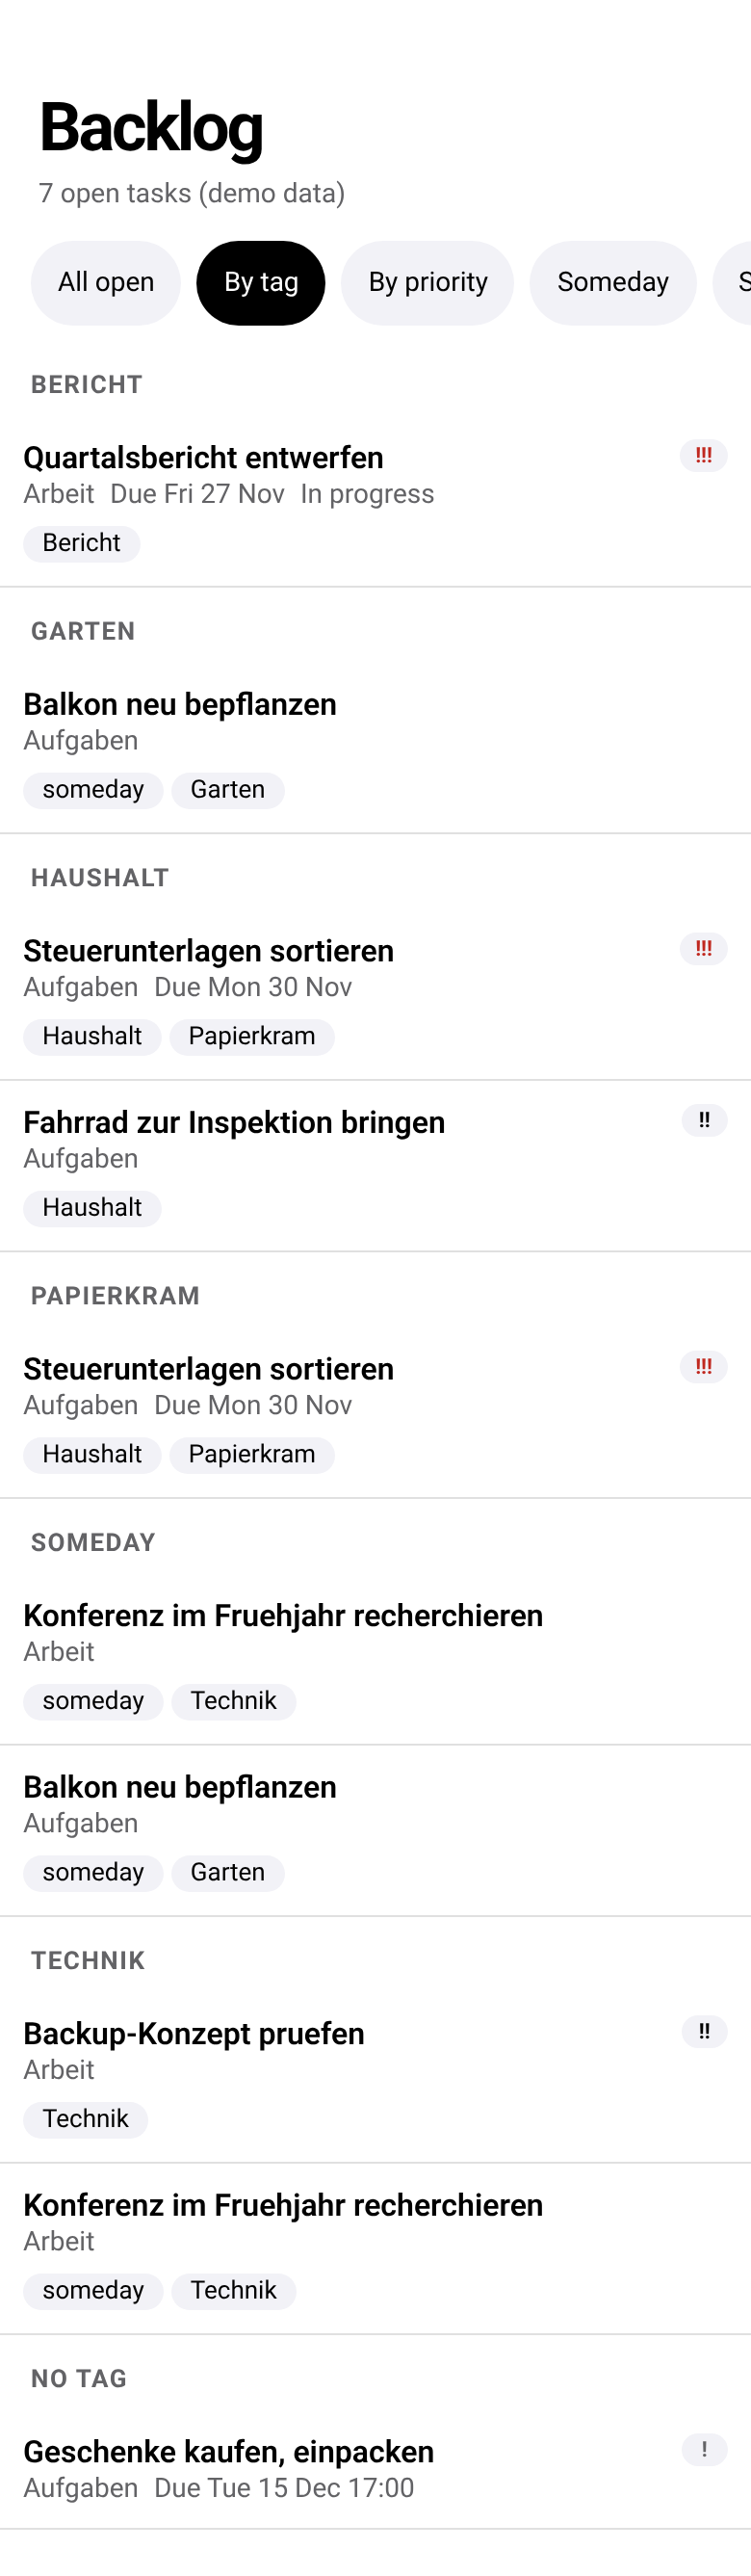 Backlog
7 open tasks (demo data)
All open By tag By priority Someday S
BERICHT
Quartalsbericht entwerfen !!!
Arbeit Due Fri 27 Nov In progress
Bericht
GARTEN
Balkon neu bepflanzen
Aufgaben
someday Garten
HAUSHALT
Steuerunterlagen sortieren !!!
Aufgaben Due Mon 30 Nov
Haushalt Papierkram
Fahrrad zur Inspektion bringen !!
Aufgaben
Haushalt
PAPIERKRAM
Steuerunterlagen sortieren !!!
Aufgaben Due Mon 30 Nov
Haushalt Papierkram
SOMEDAY
Konferenz im Fruehjahr recherchieren
Arbeit
someday Technik
Balkon neu bepflanzen
Aufgaben
someday Garten
TECHNIK
Backup-Konzept pruefen !!
Arbeit
Technik
Konferenz im Fruehjahr recherchieren
Arbeit
someday Technik
NO TAG
Geschenke kaufen, einpacken !
Aufgaben Due Tue 15 Dec 17:00